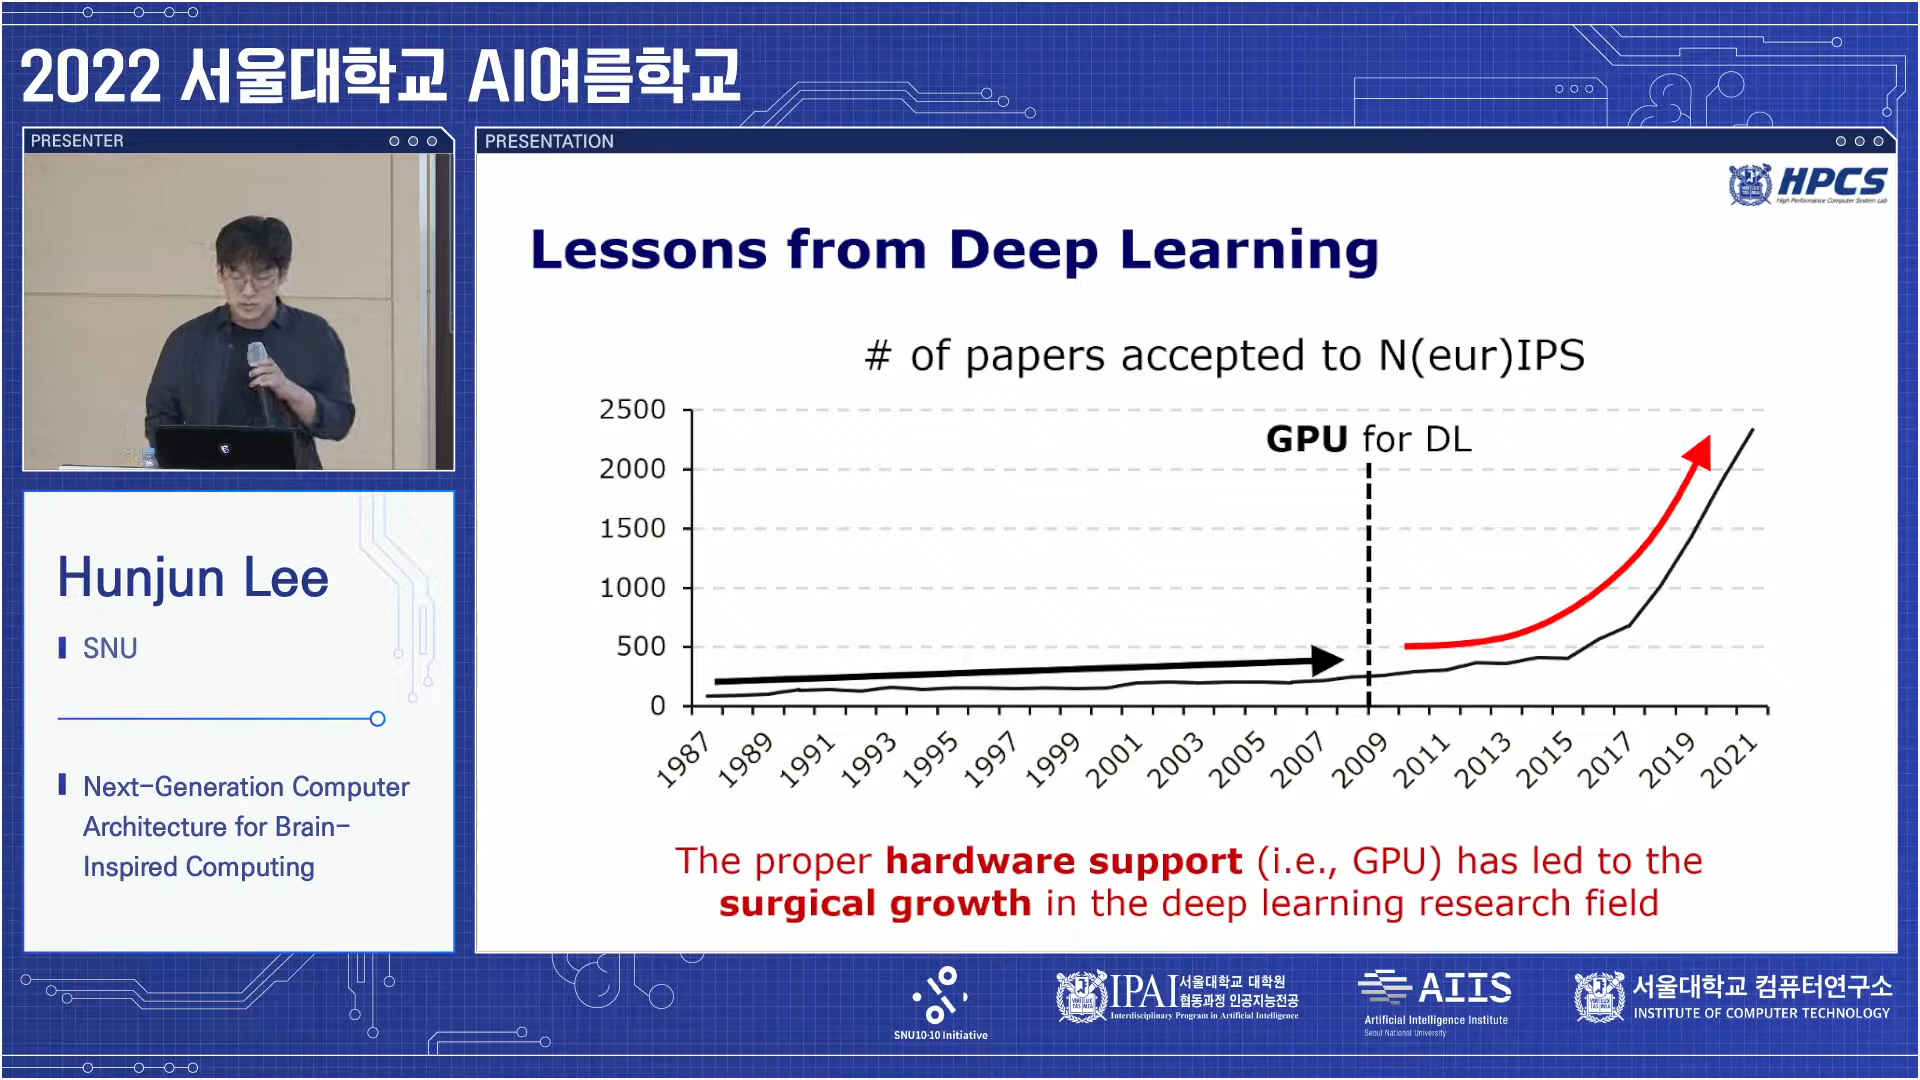 2022 서울대학교 AI여름학교
PRESENTER
PRESENTATION
HPCS
High Performance Computer System Lab
Lessons from Deep Learning
# of papers accepted to N(eur)IPS
2500
2000
1500
1000
500
0
GPU for DL
1987
1989
1991
1993
1995
1997
1999
2001
2003
2005
2007
2009
2011
2013
2015
2017
2019
2021
The proper hardware support (i.e., GPU) has led to the
surgical growth in the deep learning research field
Hunjun Lee
SNU
Next-Generation Computer
Architecture for Brain-
Inspired Computing
SNU10·10 Initiative
IPAI
서울대학교 대학원
협동과정 인공지능전공
Interdisciplinary Program in Artificial Intelligence
AIIS
Artificial Intelligence Institute
Seoul National University
서울대학교 컴퓨터연구소
INSTITUTE OF COMPUTER TECHNOLOGY